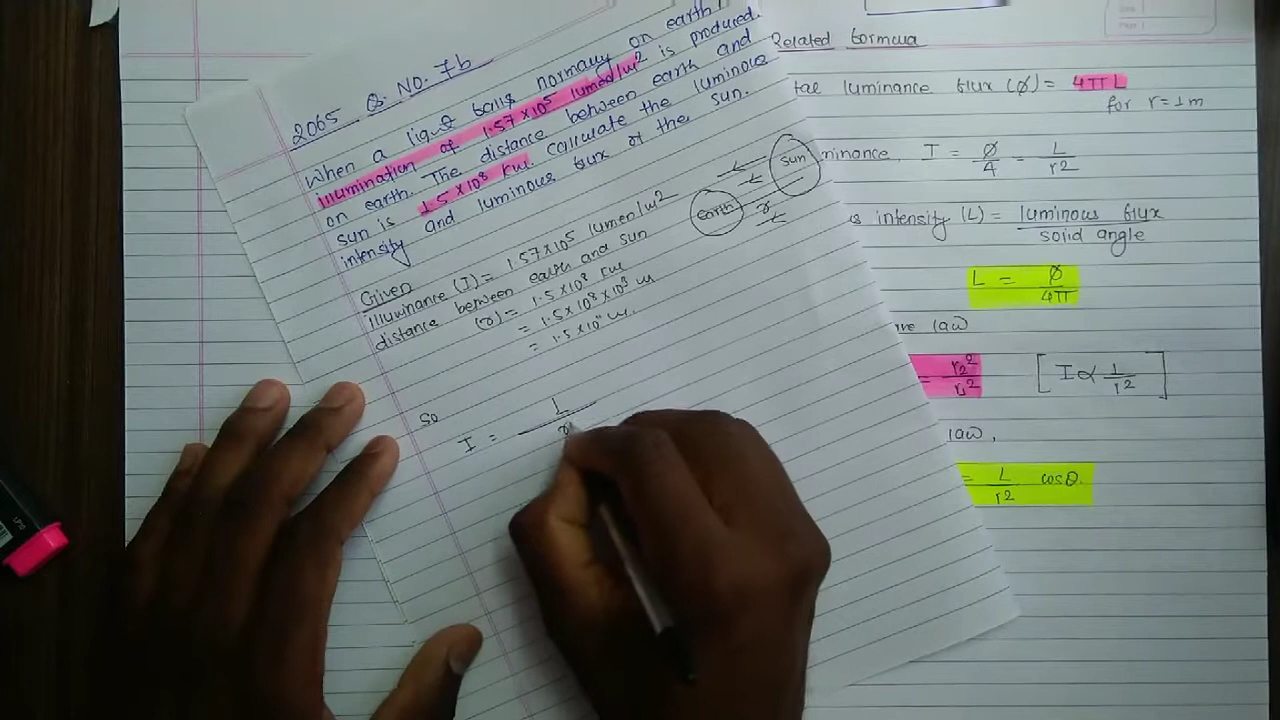 2065 Q. NO. 7b
When a light falls normally on earth,
illumination of 1.57×10⁵ lumen/m² is produced
on earth. The distance between earth and
sun is 1.5×10⁸ km. calculate the luminous
intensity and luminous flux of the sun.
sun
earth
r
Given
illuminance (I) = 1.57×10⁵ lumen/m²
distance between earth and sun
(r) = 1.5×10⁸ km
= 1.5×10⁸×10³ m
= 1.5×10¹¹ m.
so
I = L
r
Related formula
luminance flux (Ø) = 4πL
for r = 1m
minance, I = Ø/4 = L/r2
s intensity (L) = luminous flux
solid angle
L = Ø/4π
law
= r2²/r1² [I∝ 1/r²]
law,
= L/r2 cosθ.